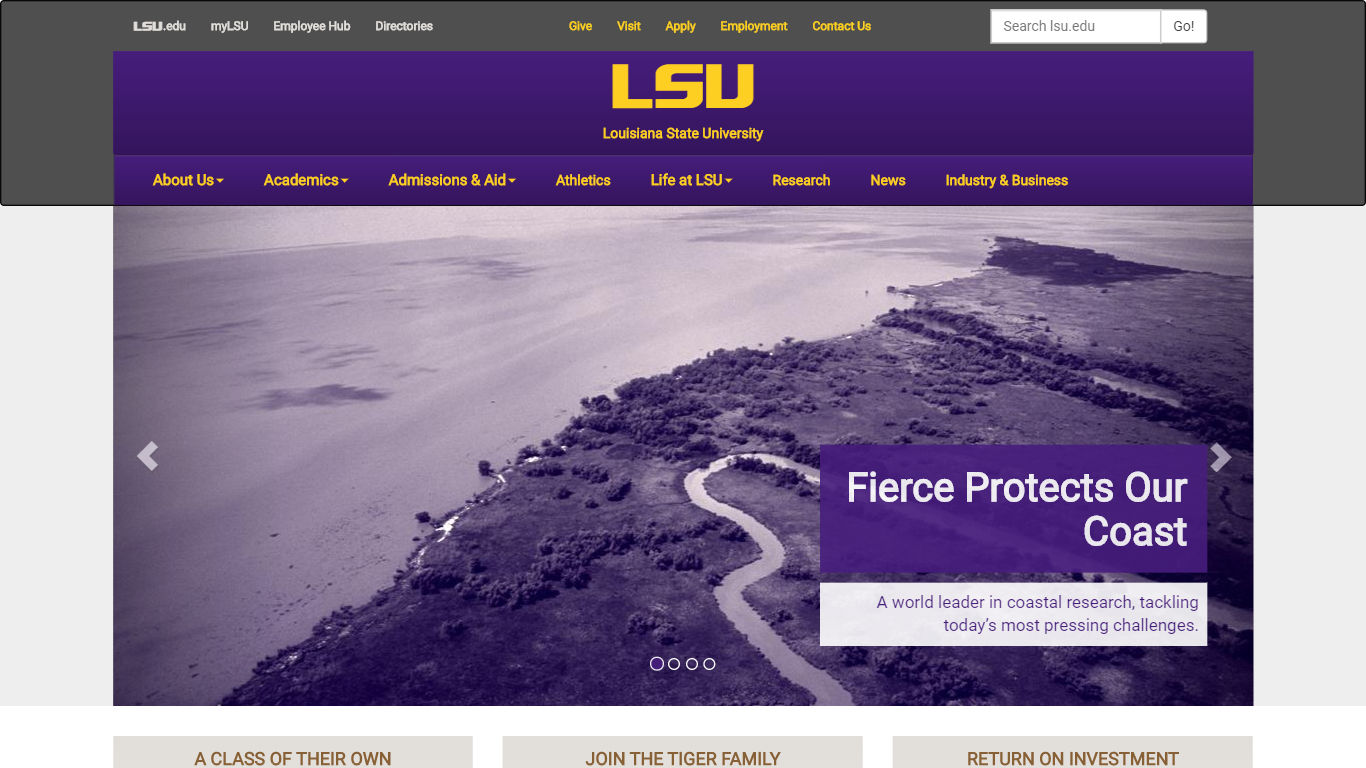 LSU.edu myLSU Employee Hub Directories Give Visit Apply Employment Contact Us Search lsu.edu Go!
LSU
Louisiana State University
About Us Academics Admissions & Aid Athletics Life at LSU Research News Industry & Business
Fierce Protects Our
Coast
A world leader in coastal research, tackling
today’s most pressing challenges.
A CLASS OF THEIR OWN JOIN THE TIGER FAMILY RETURN ON INVESTMENT